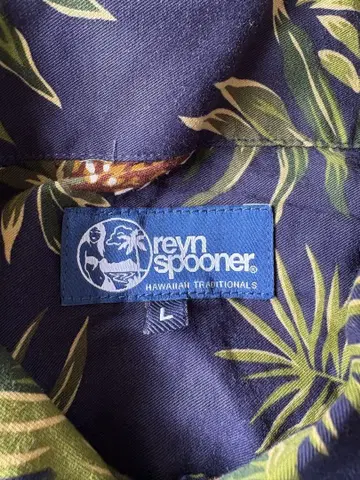 reyn
spooner®
HAWAIIAN TRADITIONALS
L